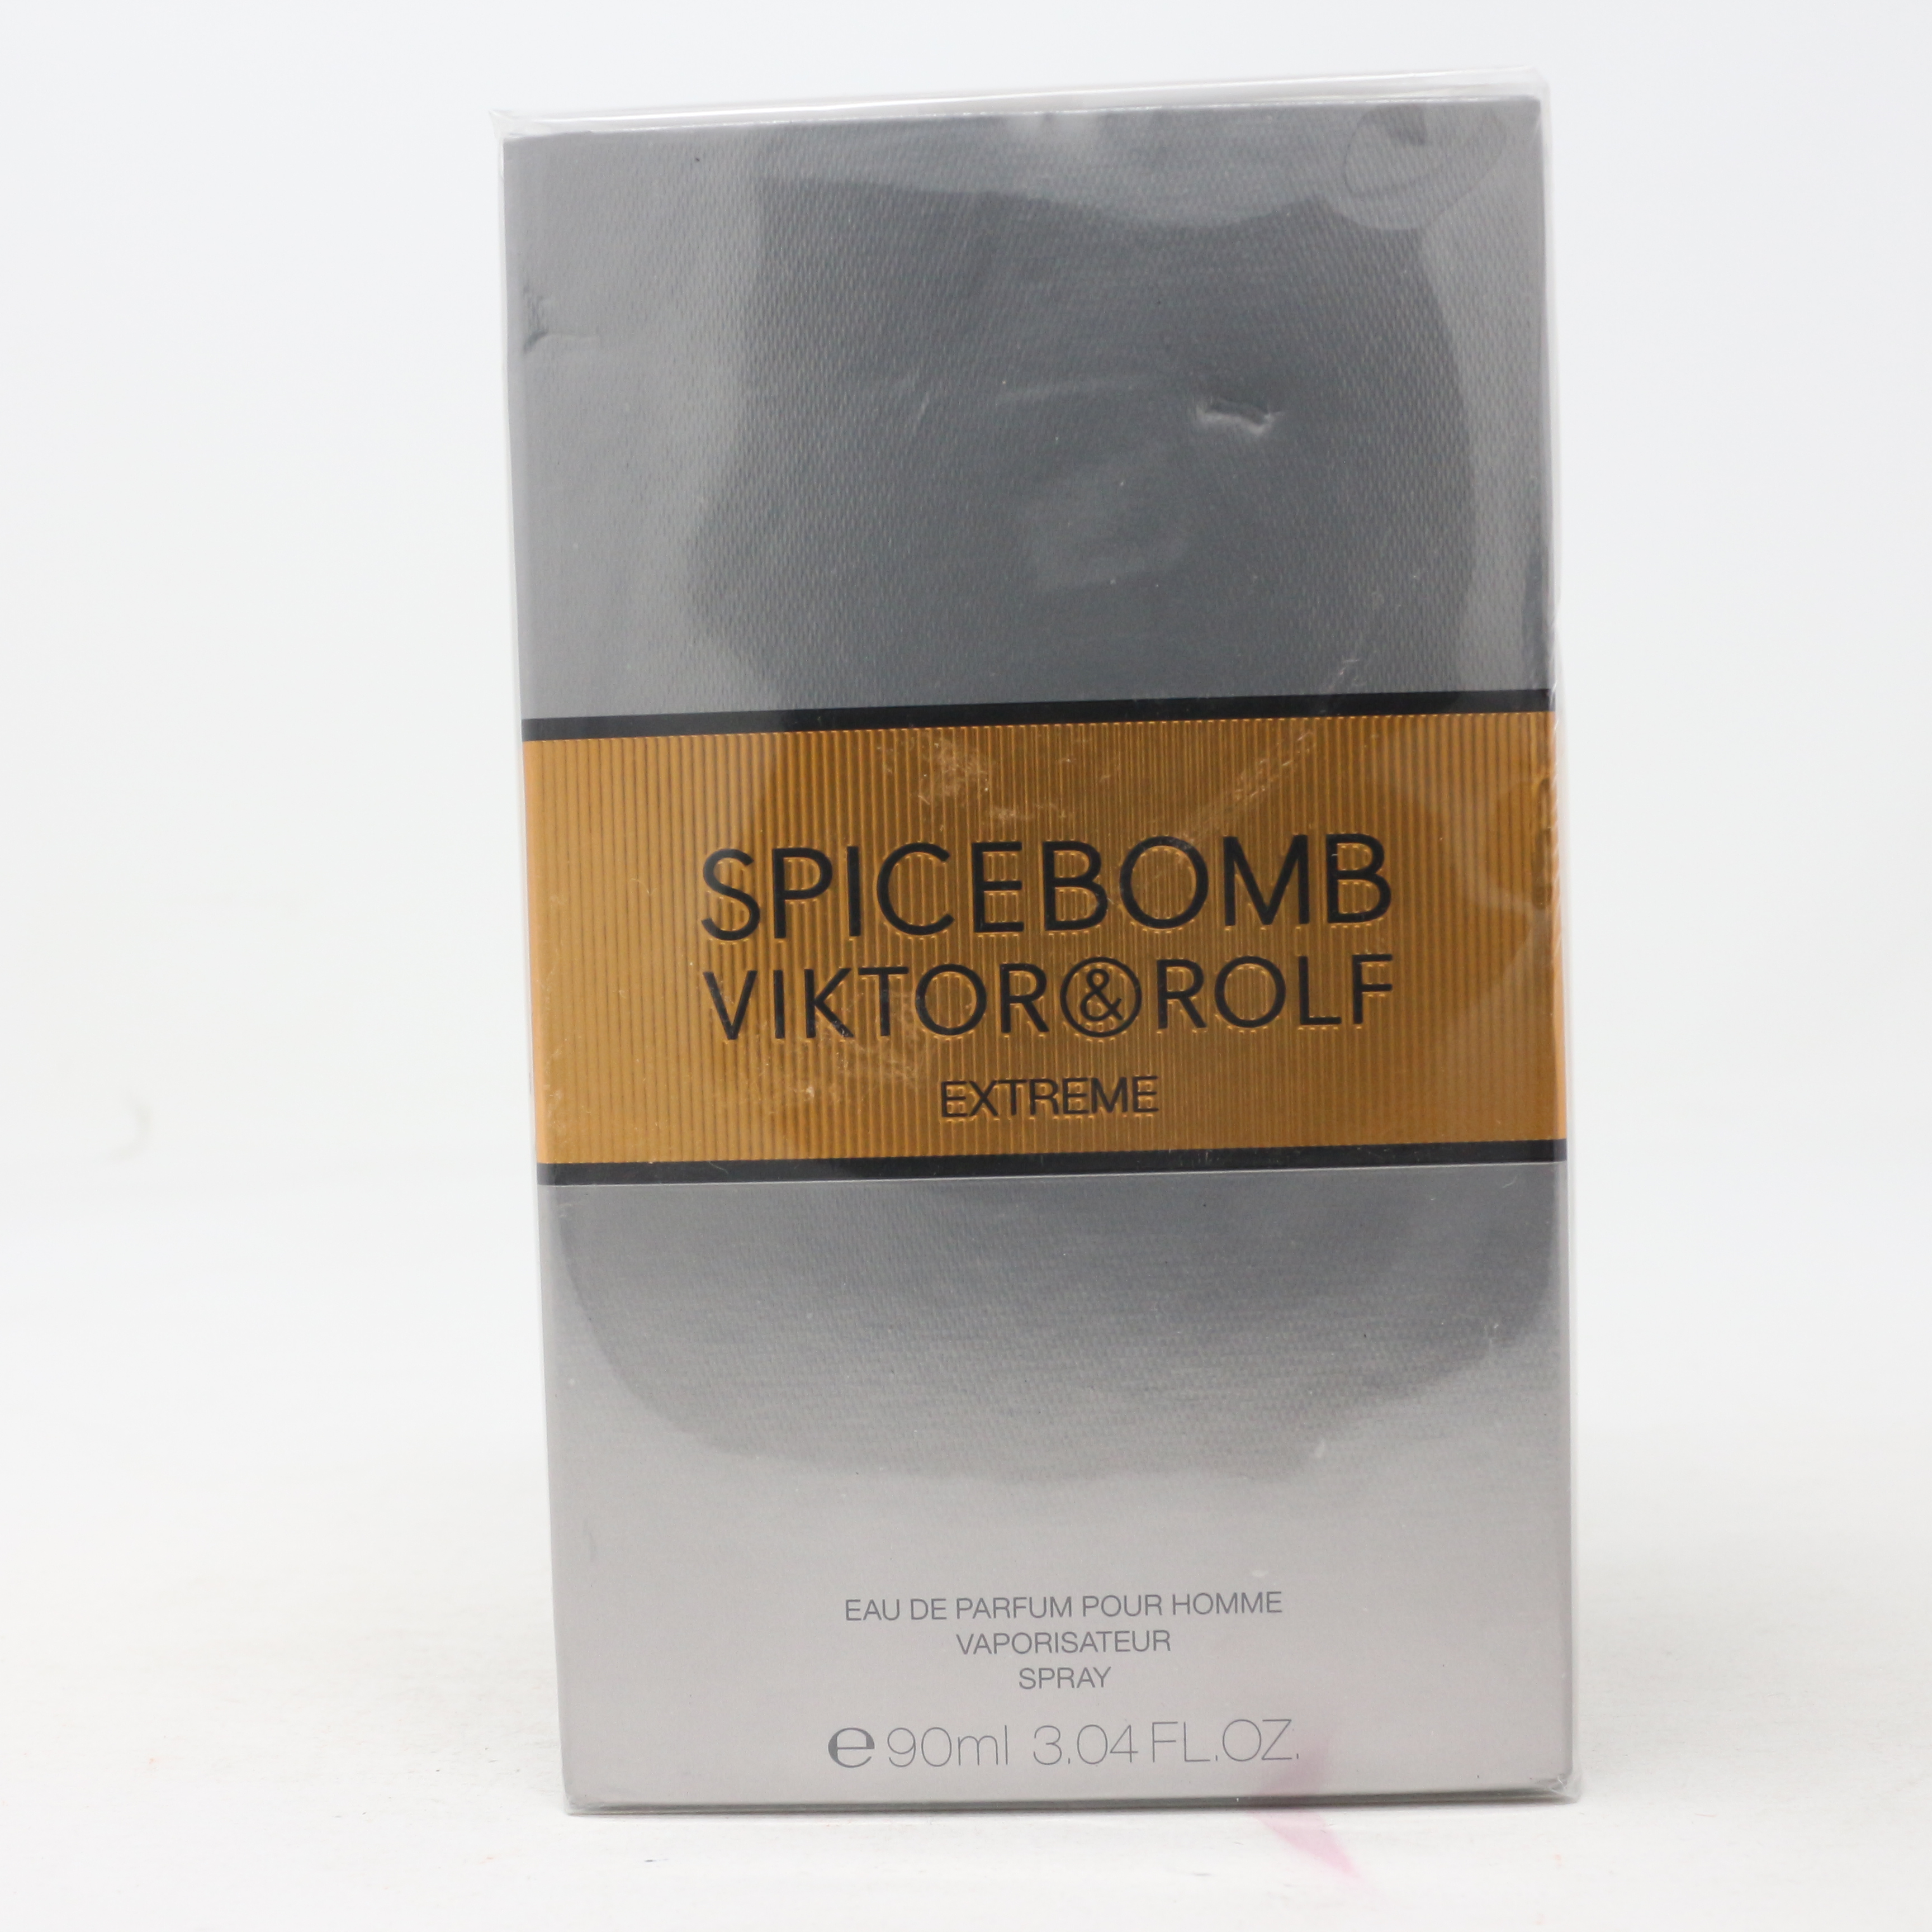 SPICEBOMB
VIKTOR&ROLF
EXTREME
EAU DE PARFUM POUR HOMME
VAPORISATEUR
SPRAY
℮ 90ml 3.04 FL.OZ.